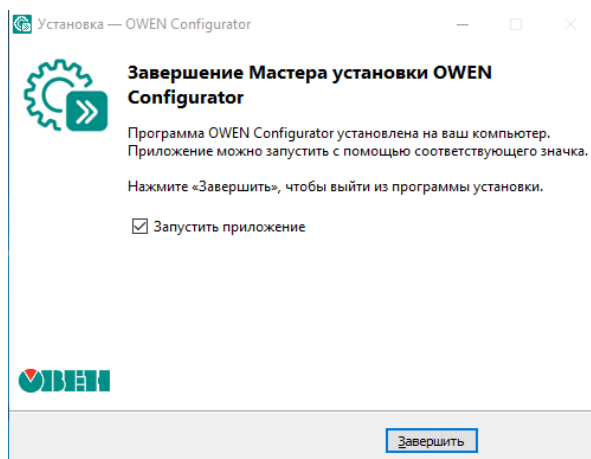 Установка — OWEN Configurator
Завершение Мастера установки OWEN
Configurator
Программа OWEN Configurator установлена на ваш компьютер.
Приложение можно запустить с помощью соответствующего значка.
Нажмите «Завершить», чтобы выйти из программы установки.
Запустить приложение
ОВЕН
Завершить